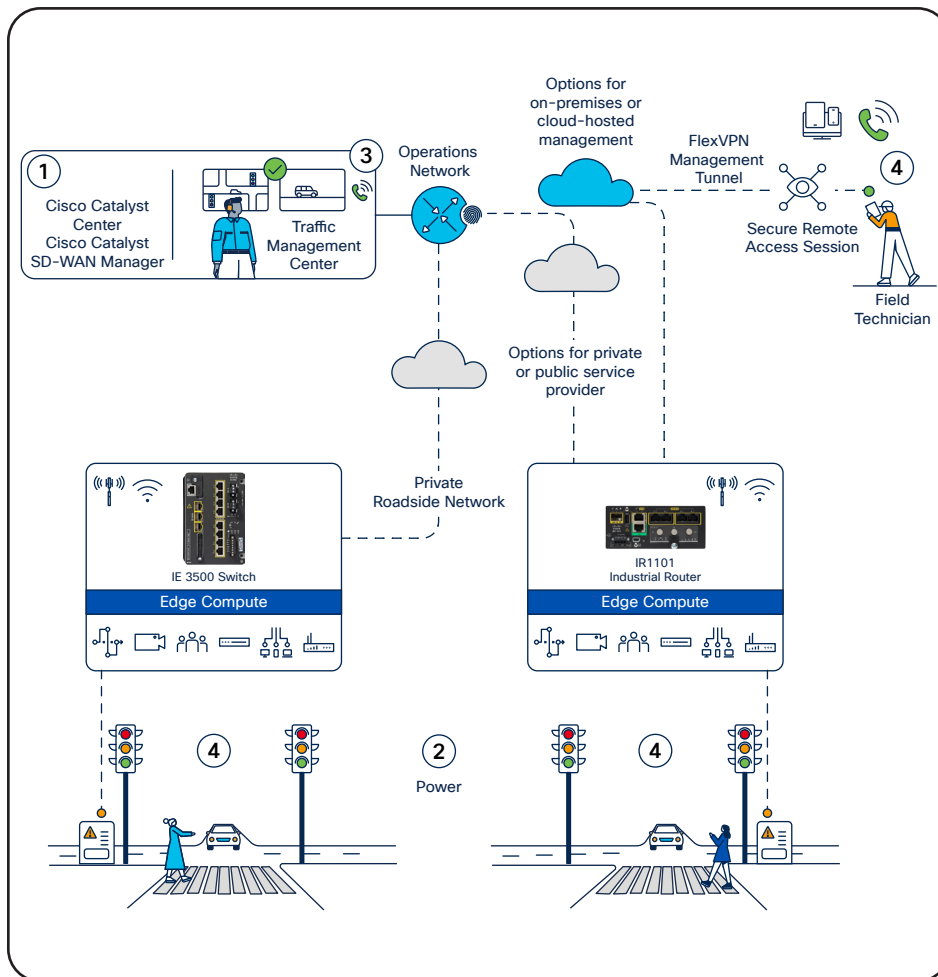 1
Cisco Catalyst
Center
Cisco Catalyst
SD-WAN Manager
3
Traffic
Management
Center
Operations
Network
Options for
on-premises or
cloud-hosted
management
FlexVPN
Management
Tunnel
4
Secure Remote
Access Session
Field
Technician
Options for private
or public service
provider
Private
Roadside Network
IE 3500 Switch
Edge Compute
IR1101
Industrial Router
Edge Compute
4
2
Power
4